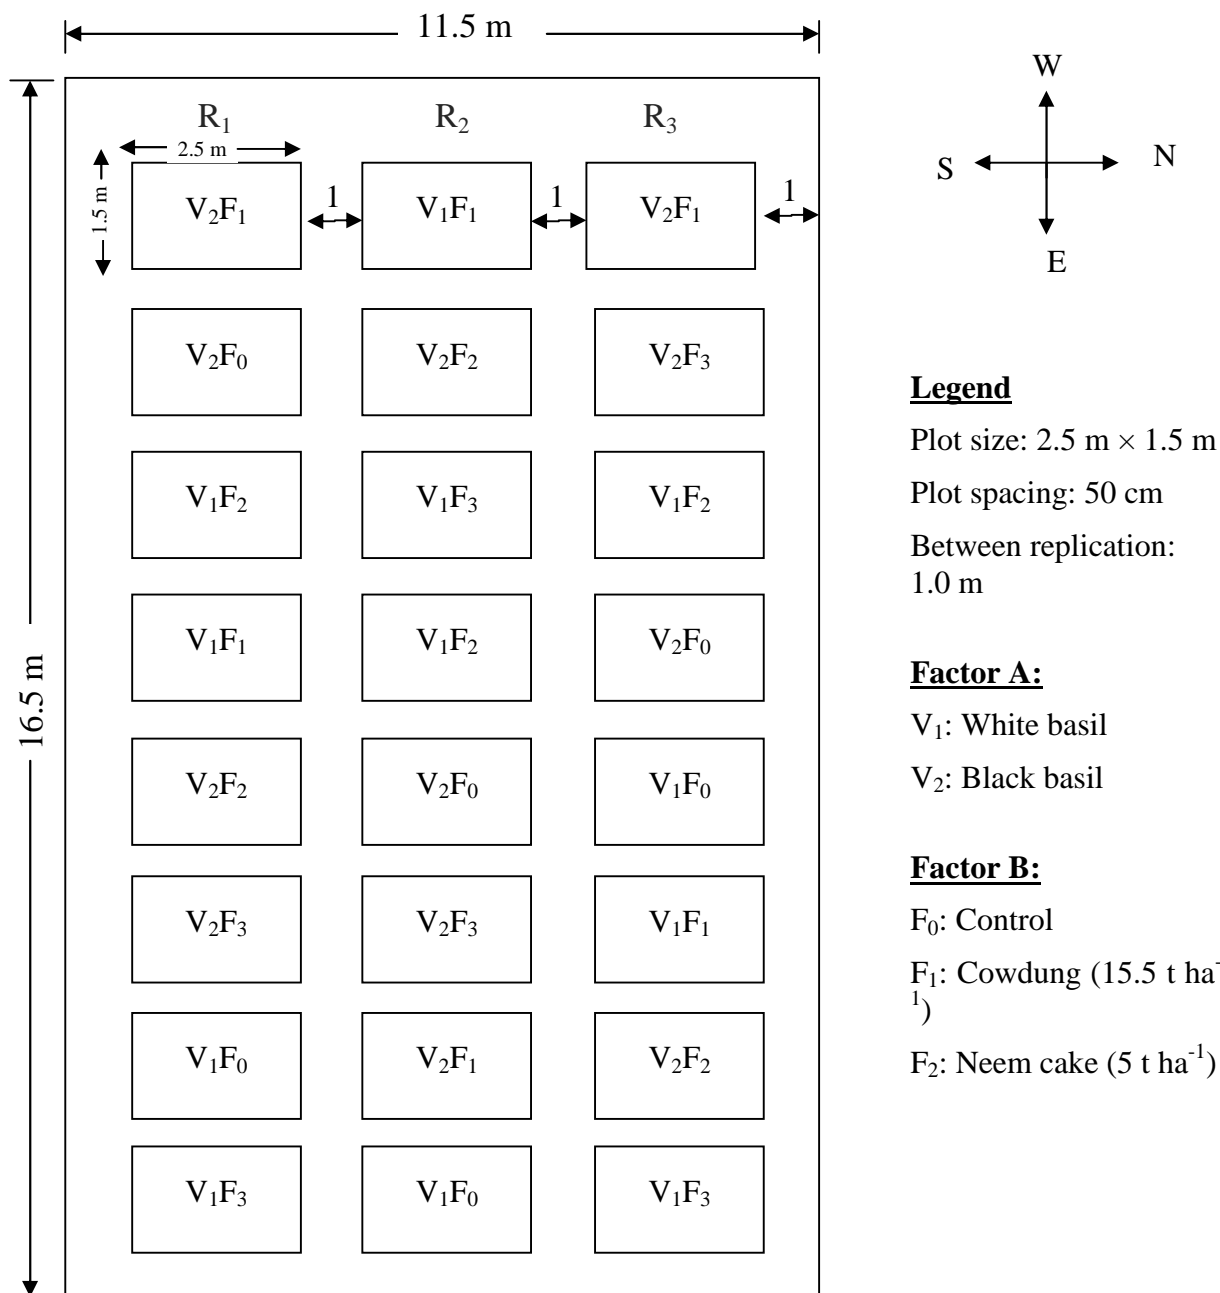 11.5 m
R₁ R₂ R₃
2.5 m
1.5 m
V₂F₁ 1 V₁F₁ 1 V₂F₁ 1
V₂F₀ V₂F₂ V₂F₃
V₁F₂ V₁F₃ V₁F₂
V₁F₁ V₁F₂ V₂F₀
16.5 m
V₂F₂ V₂F₀ V₁F₀
V₂F₃ V₂F₃ V₁F₁
V₁F₀ V₂F₁ V₂F₂
V₁F₃ V₁F₀ V₁F₃
W
S N
E
Legend
Plot size: 2.5 m × 1.5 m
Plot spacing: 50 cm
Between replication:
1.0 m
Factor A:
V₁: White basil
V₂: Black basil
Factor B:
F₀: Control
F₁: Cowdung (15.5 t ha⁻
¹)
F₂: Neem cake (5 t ha⁻¹)